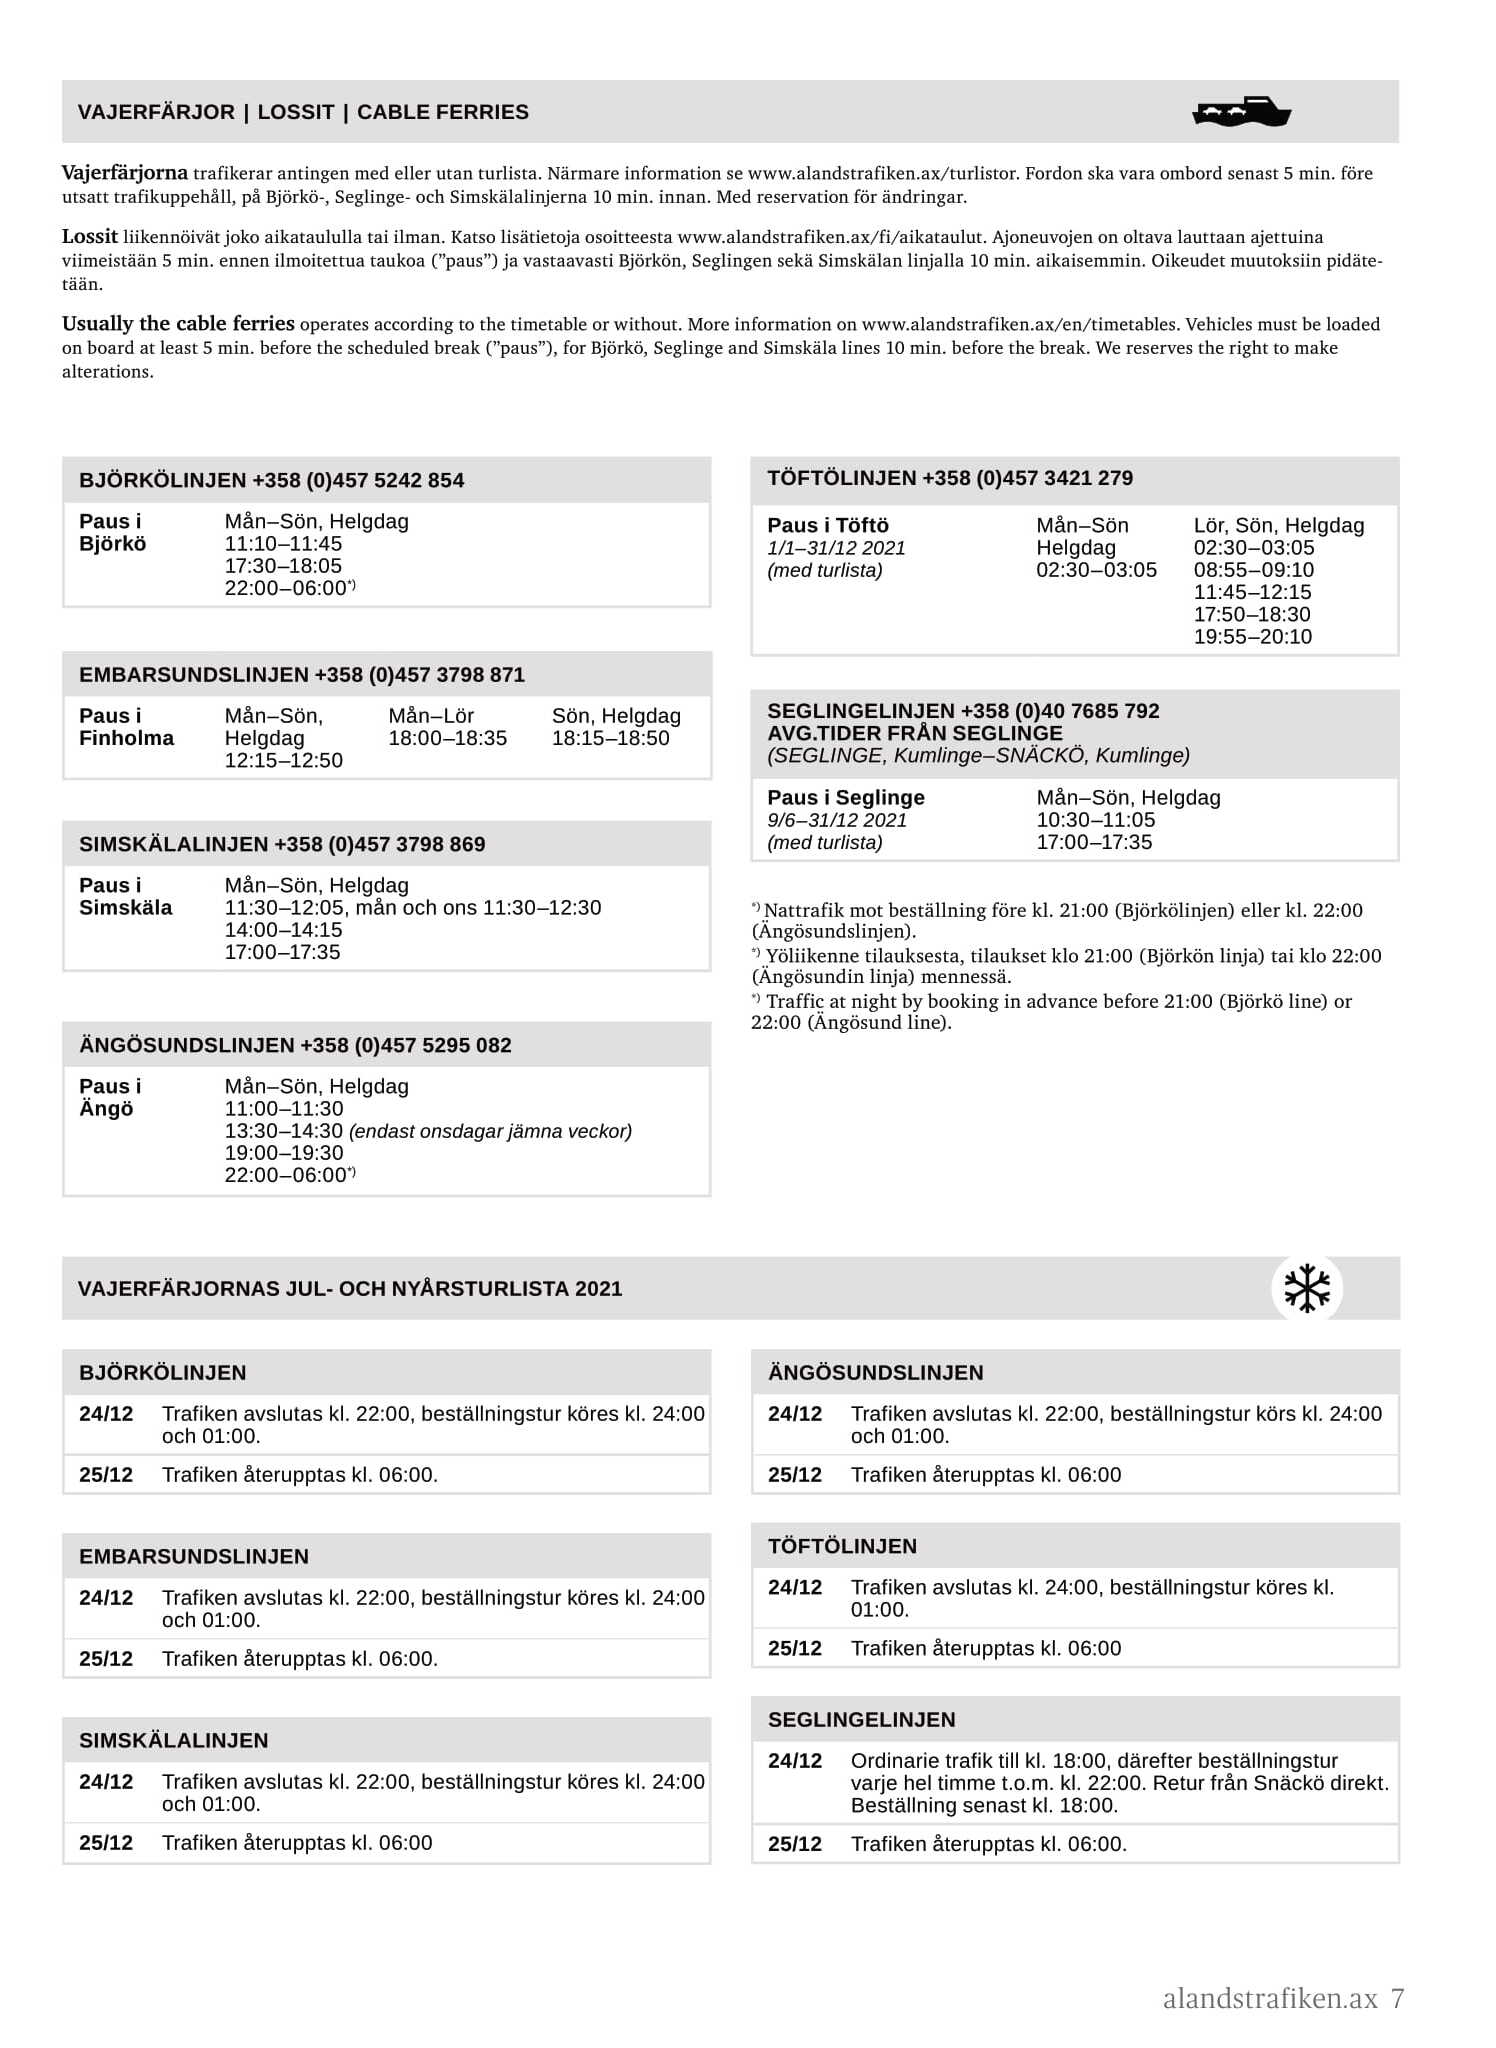 VAJERFÄRJOR | LOSSIT | CABLE FERRIES
Vajerfärjorna trafikerar antingen med eller utan turlista. Närmare information se www.alandstrafiken.ax/turlistor. Fordon ska vara ombord senast 5 min. före
utsatt trafikuppehåll, på Björkö-, Seglinge- och Simskälalinjerna 10 min. innan. Med reservation för ändringar.
Lossit liikennöivät joko aikataululla tai ilman. Katso lisätietoja osoitteesta www.alandstrafiken.ax/fi/aikataulut. Ajoneuvojen on oltava lauttaan ajettuina
viimeistään 5 min. ennen ilmoitettua taukoa (”paus”) ja vastaavasti Björkön, Seglingen sekä Simskälan linjalla 10 min. aikaisemmin. Oikeudet muutoksiin pidäte-
tään.
Usually the cable ferries operates according to the timetable or without. More information on www.alandstrafiken.ax/en/timetables. Vehicles must be loaded
on board at least 5 min. before the scheduled break (”paus”), for Björkö, Seglinge and Simskäla lines 10 min. before the break. We reserves the right to make
alterations.
BJÖRKÖLINJEN +358 (0)457 5242 854
Paus i Mån–Sön, Helgdag
Björkö 11:10–11:45
17:30–18:05
22:00–06:00*)
EMBARSUNDSLINJEN +358 (0)457 3798 871
Paus i Mån–Sön, Mån–Lör Sön, Helgdag
Finholma Helgdag 18:00–18:35 18:15–18:50
12:15–12:50
SIMSKÄLALINJEN +358 (0)457 3798 869
Paus i Mån–Sön, Helgdag
Simskäla 11:30–12:05, mån och ons 11:30–12:30
14:00–14:15
17:00–17:35
ÄNGÖSUNDSLINJEN +358 (0)457 5295 082
Paus i Mån–Sön, Helgdag
Ängö 11:00–11:30
13:30–14:30 (endast onsdagar jämna veckor)
19:00–19:30
22:00–06:00*)
TÖFTÖLINJEN +358 (0)457 3421 279
Paus i Töftö Mån–Sön Lör, Sön, Helgdag
1/1–31/12 2021 Helgdag 02:30–03:05
(med turlista) 02:30–03:05 08:55–09:10
11:45–12:15
17:50–18:30
19:55–20:10
SEGLINGELINJEN +358 (0)40 7685 792
AVG.TIDER FRÅN SEGLINGE
(SEGLINGE, Kumlinge–SNÄCKÖ, Kumlinge)
Paus i Seglinge Mån–Sön, Helgdag
9/6–31/12 2021 10:30–11:05
(med turlista) 17:00–17:35
*) Nattrafik mot beställning före kl. 21:00 (Björkölinjen) eller kl. 22:00
(Ängösundslinjen).
*) Yöliikenne tilauksesta, tilaukset klo 21:00 (Björkön linja) tai klo 22:00
(Ängösundin linja) mennessä.
*) Traffic at night by booking in advance before 21:00 (Björkö line) or
22:00 (Ängösund line).
VAJERFÄRJORNAS JUL- OCH NYÅRSTURLISTA 2021
BJÖRKÖLINJEN
24/12 Trafiken avslutas kl. 22:00, beställningstur köres kl. 24:00
och 01:00.
25/12 Trafiken återupptas kl. 06:00.
EMBARSUNDSLINJEN
24/12 Trafiken avslutas kl. 22:00, beställningstur köres kl. 24:00
och 01:00.
25/12 Trafiken återupptas kl. 06:00.
SIMSKÄLALINJEN
24/12 Trafiken avslutas kl. 22:00, beställningstur köres kl. 24:00
och 01:00.
25/12 Trafiken återupptas kl. 06:00
ÄNGÖSUNDSLINJEN
24/12 Trafiken avslutas kl. 22:00, beställningstur körs kl. 24:00
och 01:00.
25/12 Trafiken återupptas kl. 06:00
TÖFTÖLINJEN
24/12 Trafiken avslutas kl. 24:00, beställningstur köres kl.
01:00.
25/12 Trafiken återupptas kl. 06:00
SEGLINGELINJEN
24/12 Ordinarie trafik till kl. 18:00, därefter beställningstur
varje hel timme t.o.m. kl. 22:00. Retur från Snäckö direkt.
Beställning senast kl. 18:00.
25/12 Trafiken återupptas kl. 06:00.
alandstrafiken.ax 7